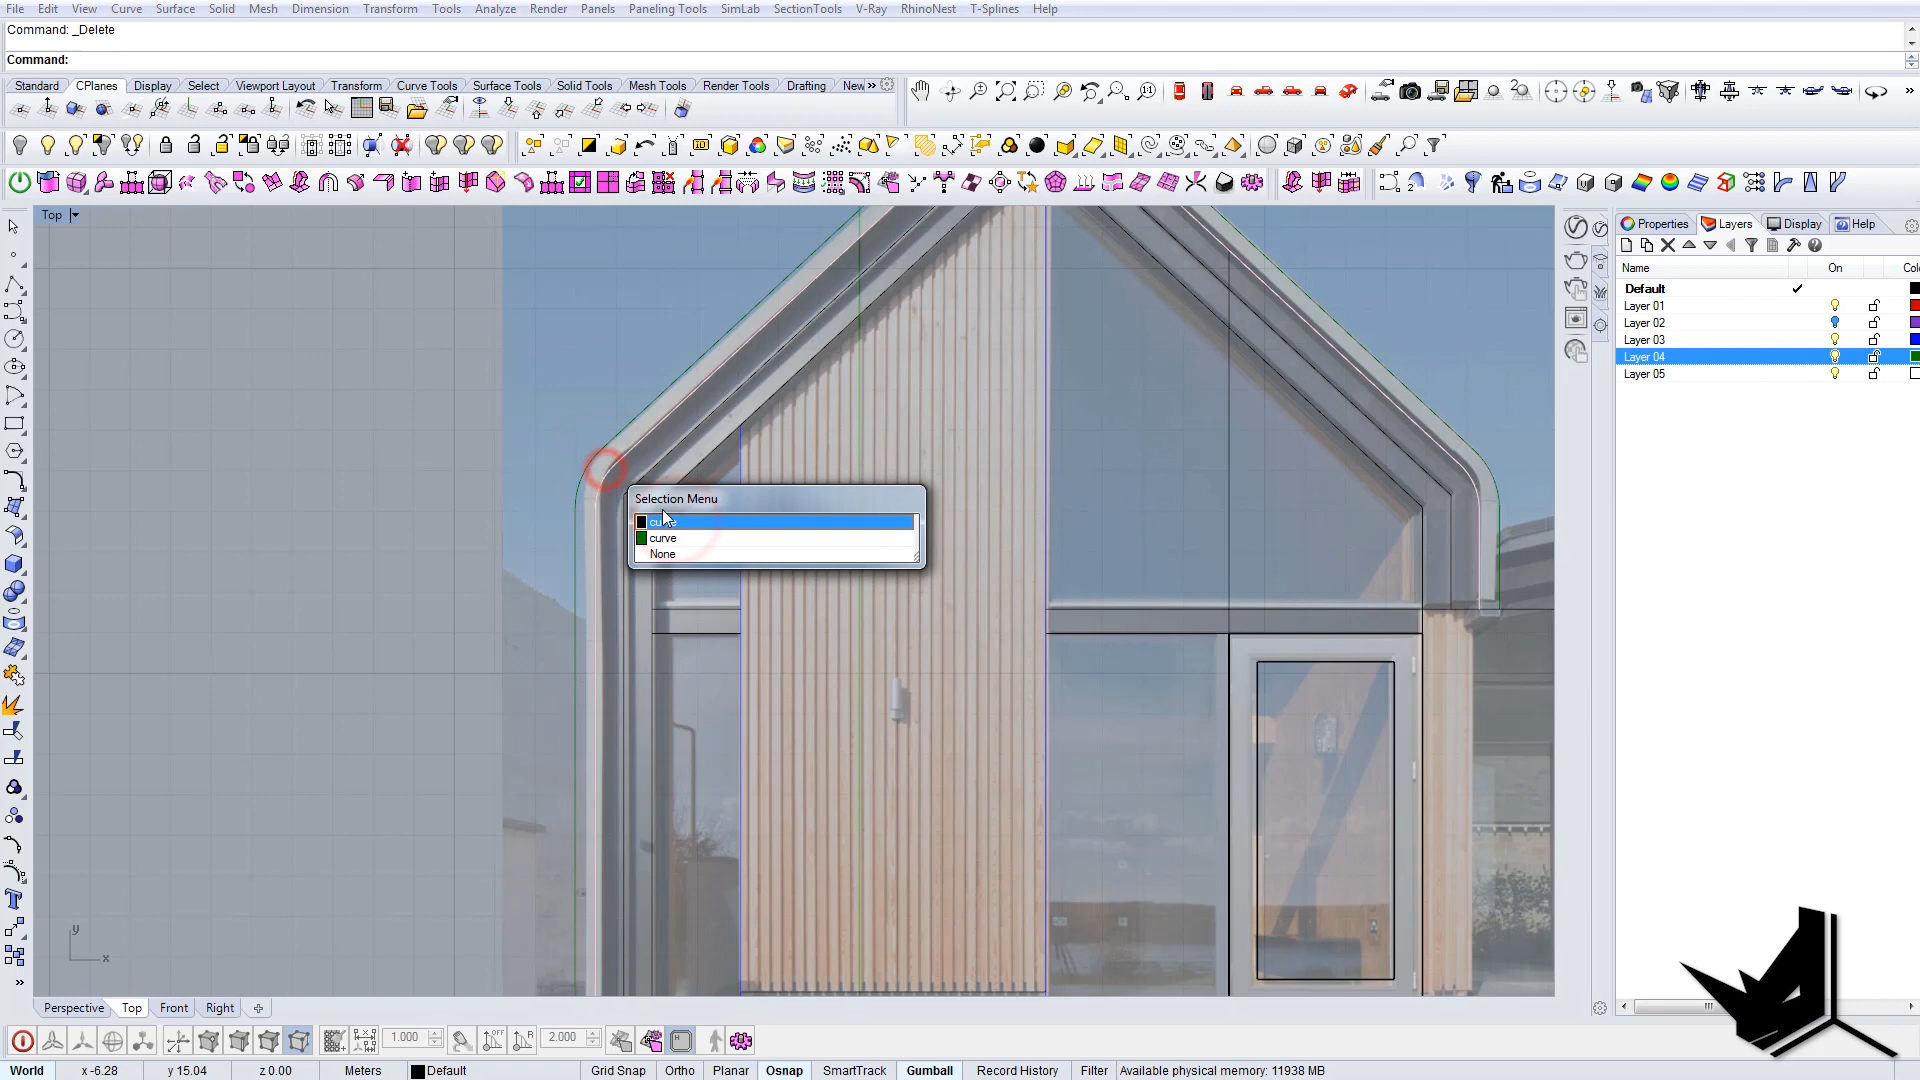 File Edit View Curve Surface Solid Mesh Dimension Transform Tools Analyze Render Panels Paneling Tools SimLab SectionTools V-Ray RhinoNest T-Splines Help
Command: _Delete
Command:
Standard CPlanes Display Select Viewport Layout Transform Curve Tools Surface Tools Solid Tools Mesh Tools Render Tools Drafting New »
Top
Properties Layers Display Help
Name On Colo
Default
Layer 01
Layer 02
Layer 03
Layer 04
Layer 05
Selection Menu
curve
None
y
x
Perspective Top Front Right
1.000 2.000
World x -6.28 y 15.04 z 0.00 Meters Default Grid Snap Ortho Planar Osnap SmartTrack Gumball Record History Filter Available physical memory: 11938 MB